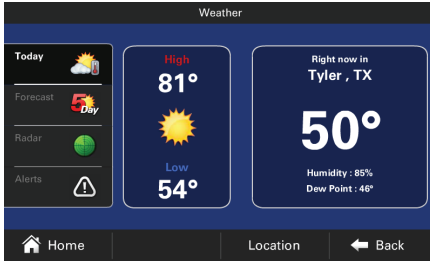 Weather
Today
Forecast
5 Day
Radar
Alerts
High
81°
Low
54°
Right now in
Tyler , TX
50°
Humidity : 85%
Dew Point : 46°
Home
Location
Back